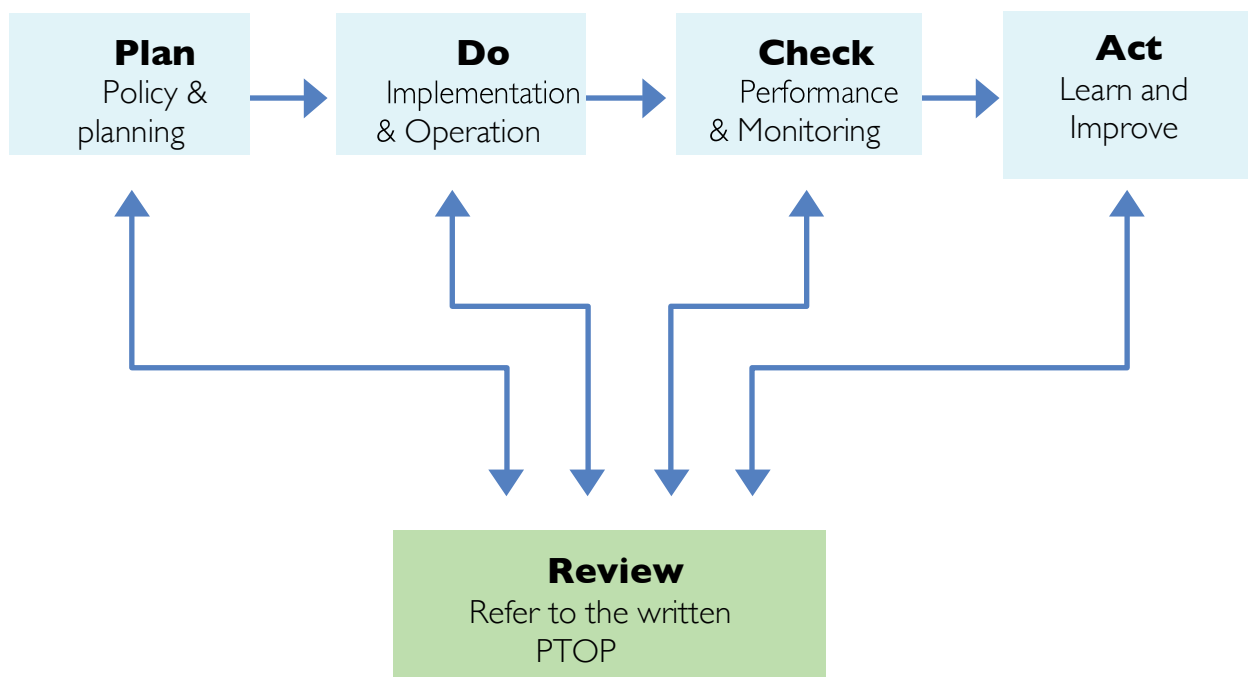 Plan
Policy &
planning
Do
Implementation
& Operation
Check
Performance
& Monitoring
Act
Learn and
Improve
Review
Refer to the written
PTOP